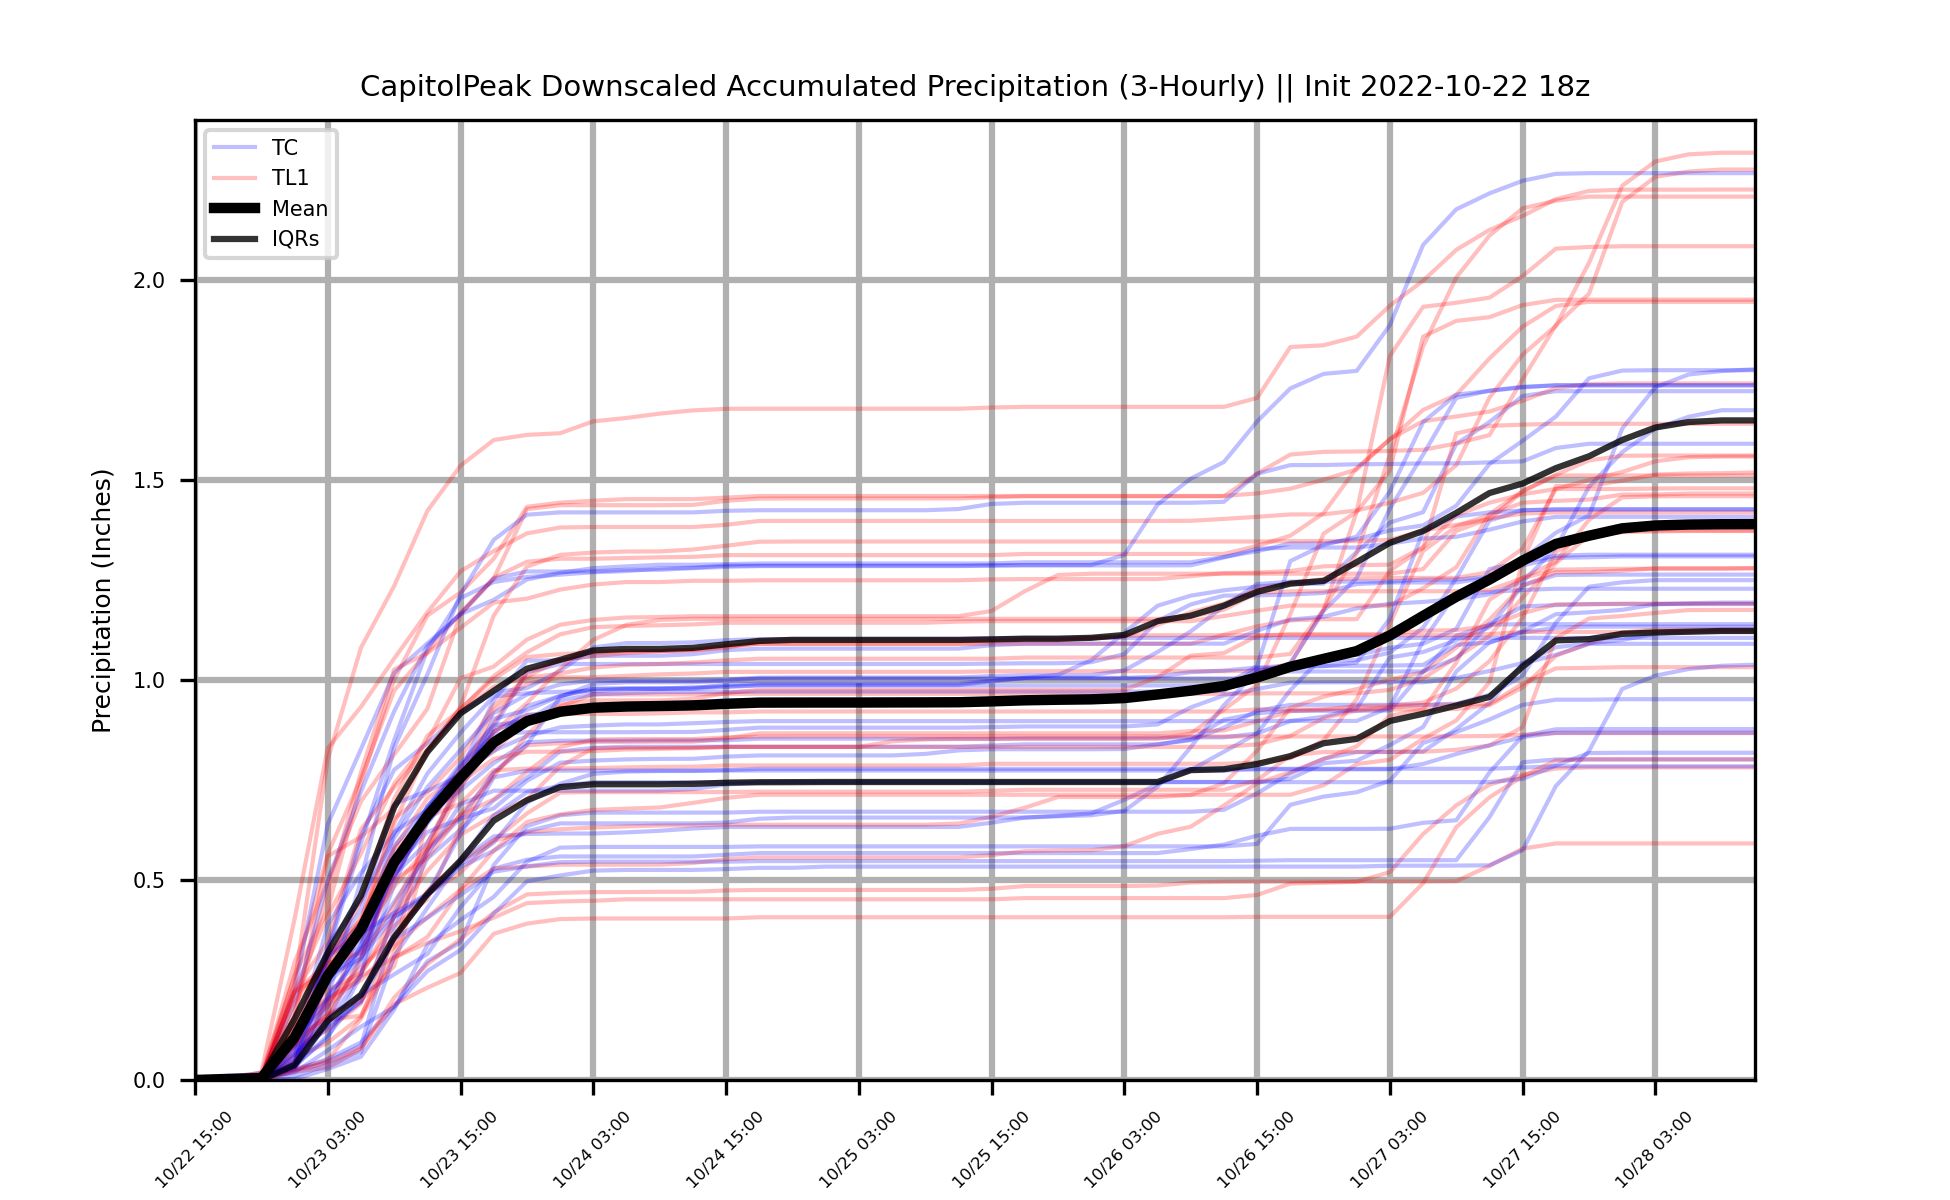 CapitolPeak Downscaled Accumulated Precipitation (3-Hourly) || Init 2022-10-22 18z
TC
TL1
Mean
IQRs
Precipitation (Inches)
2.0
1.5
1.0
0.5
0.0
10/22 15:00
10/23 03:00
10/23 15:00
10/24 03:00
10/24 15:00
10/25 03:00
10/25 15:00
10/26 03:00
10/26 15:00
10/27 03:00
10/27 15:00
10/28 03:00